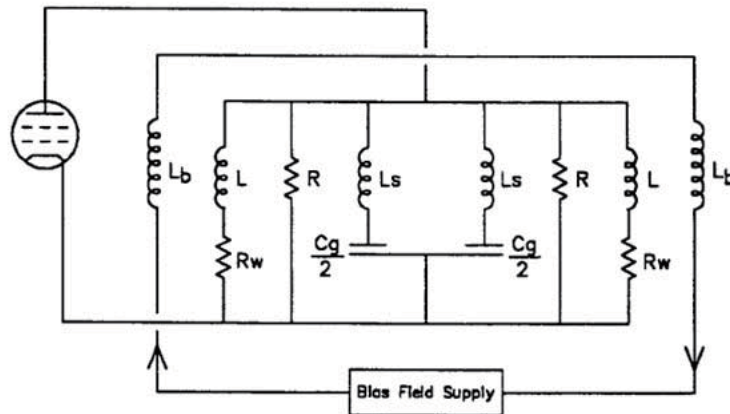 Lb L R Ls Ls R L Lb
Rw Cg/2 Cg/2 Rw
Bias Field Supply